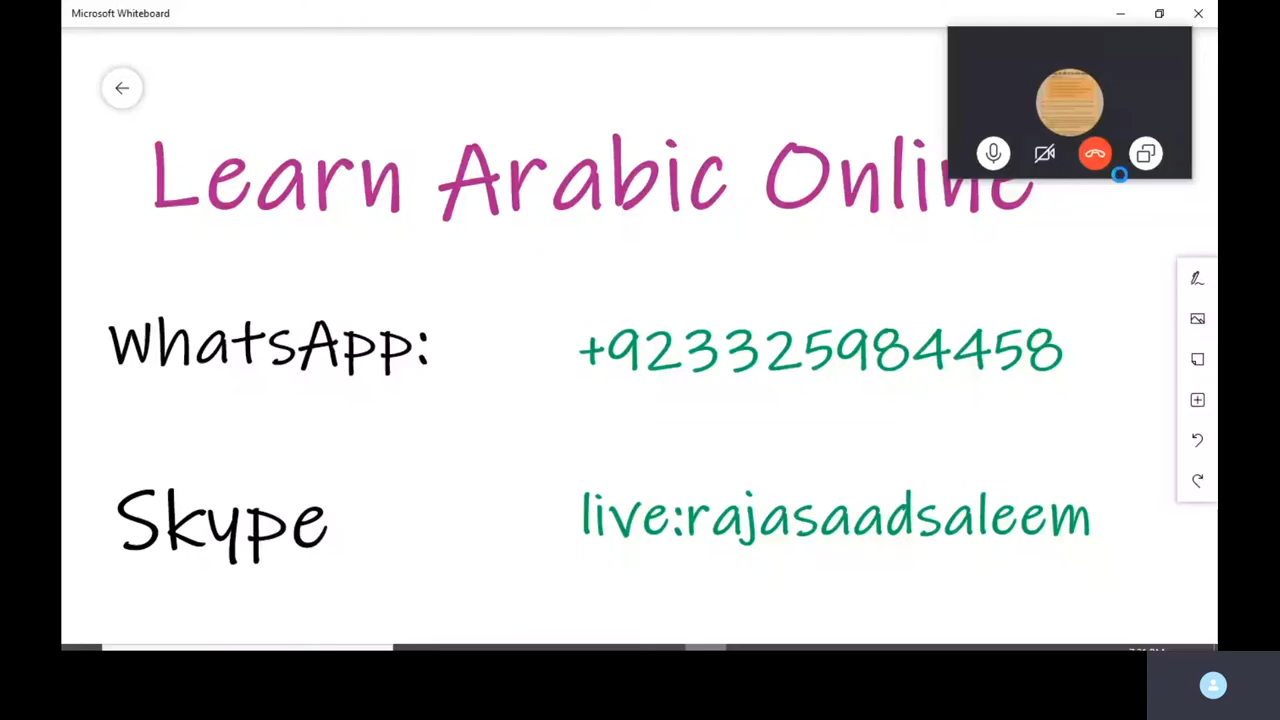 Microsoft Whiteboard
Learn Arabic Online
WhatsApp: +923325984458
Skype live:rajasaadsaleem